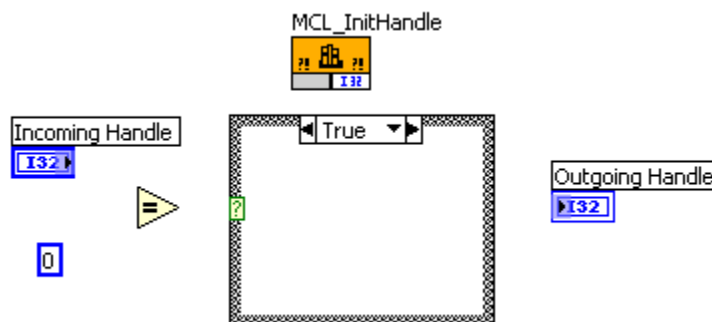 MCL_InitHandle
?! ?!
I32
True
Incoming Handle
I32
=
?
Outgoing Handle
I32
0